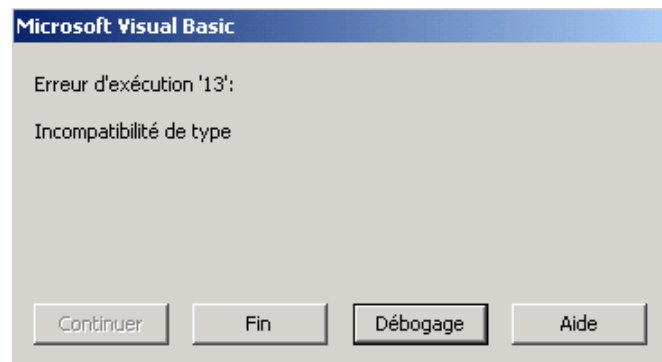 Microsoft Visual Basic
Erreur d'exécution '13':
Incompatibilité de type
Continuer Fin Débogage Aide